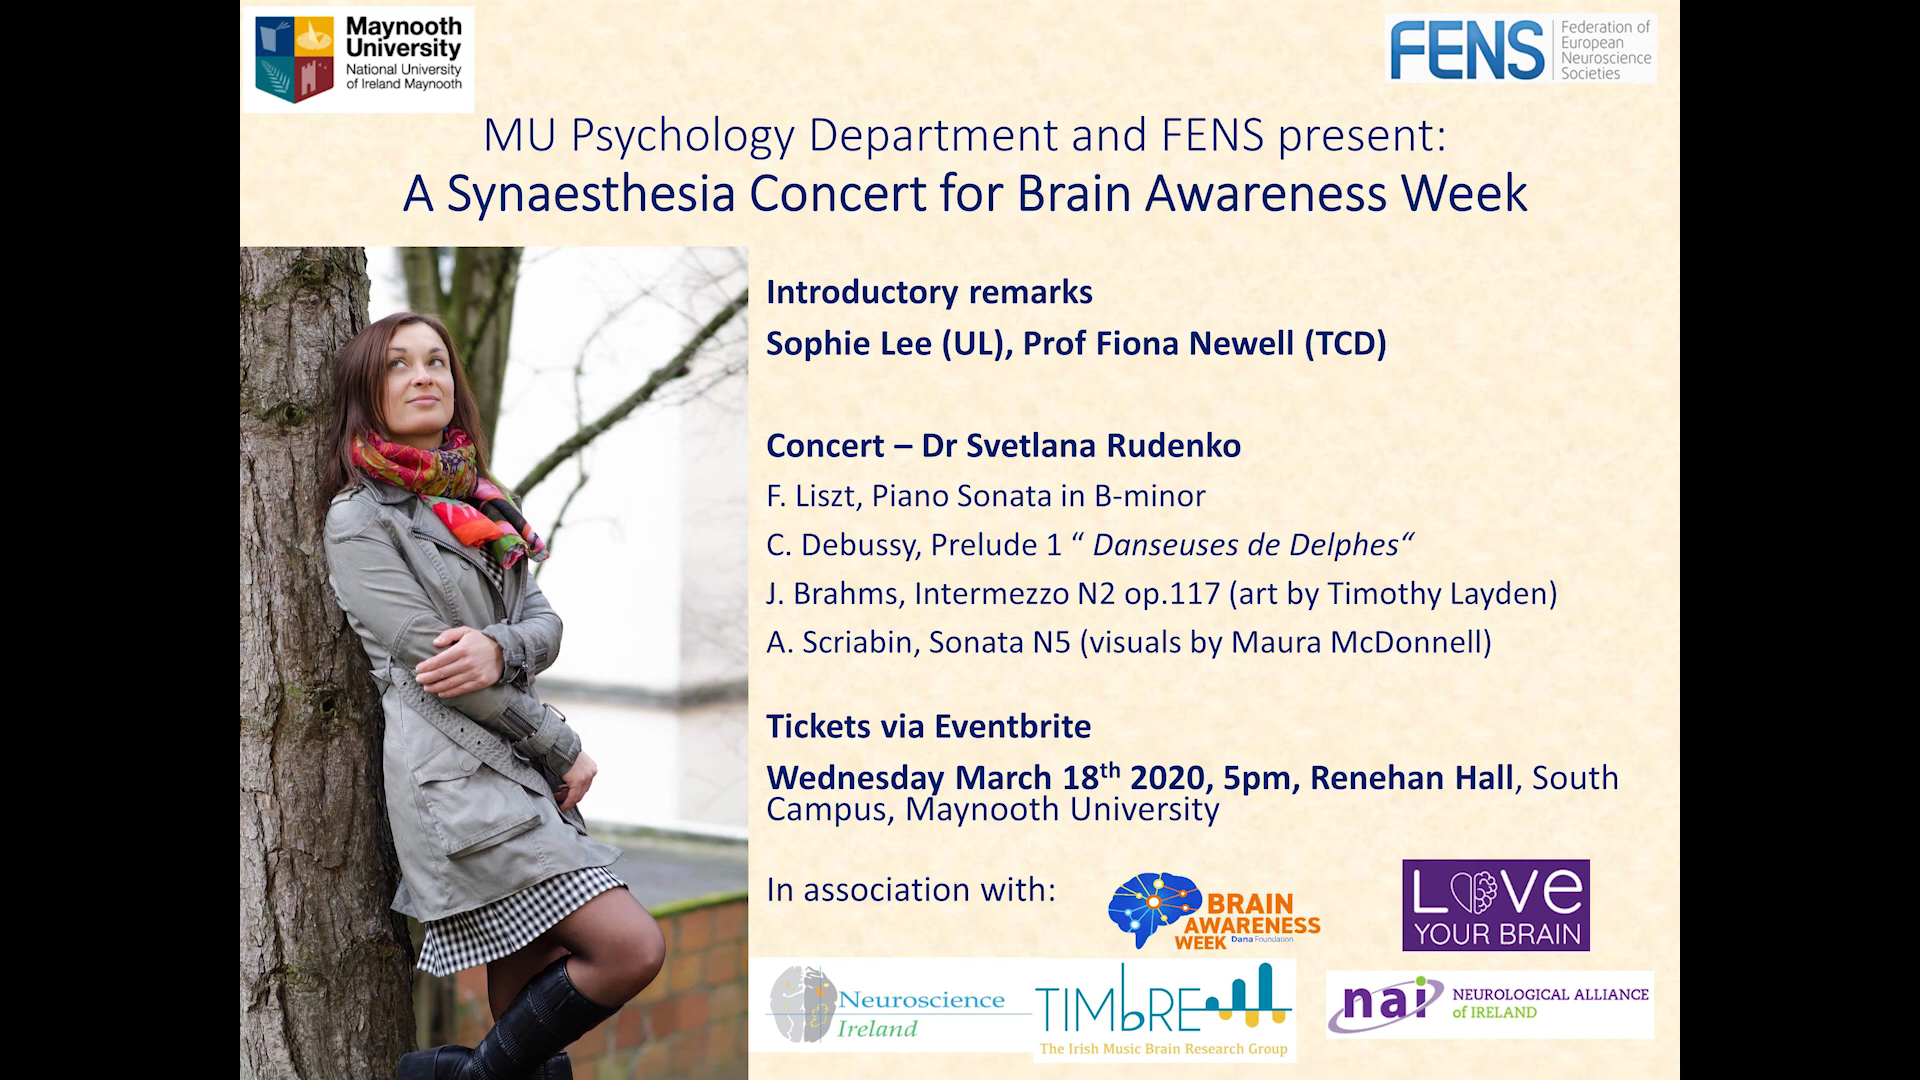 Maynooth
University
National University
of Ireland Maynooth
FENS
Federation of
European
Neuroscience
Societies
MU Psychology Department and FENS present:
A Synaesthesia Concert for Brain Awareness Week
Introductory remarks
Sophie Lee (UL), Prof Fiona Newell (TCD)
Concert – Dr Svetlana Rudenko
F. Liszt, Piano Sonata in B-minor
C. Debussy, Prelude 1 “ Danseuses de Delphes“
J. Brahms, Intermezzo N2 op.117 (art by Timothy Layden)
A. Scriabin, Sonata N5 (visuals by Maura McDonnell)
Tickets via Eventbrite
Wednesday March 18th 2020, 5pm, Renehan Hall, South
Campus, Maynooth University
In association with:
BRAIN
AWARENESS
WEEK Dana Foundation
LOVE
YOUR BRAIN
Neuroscience
Ireland
TIMbRE
The Irish Music Brain Research Group
nai
NEUROLOGICAL ALLIANCE
of IRELAND